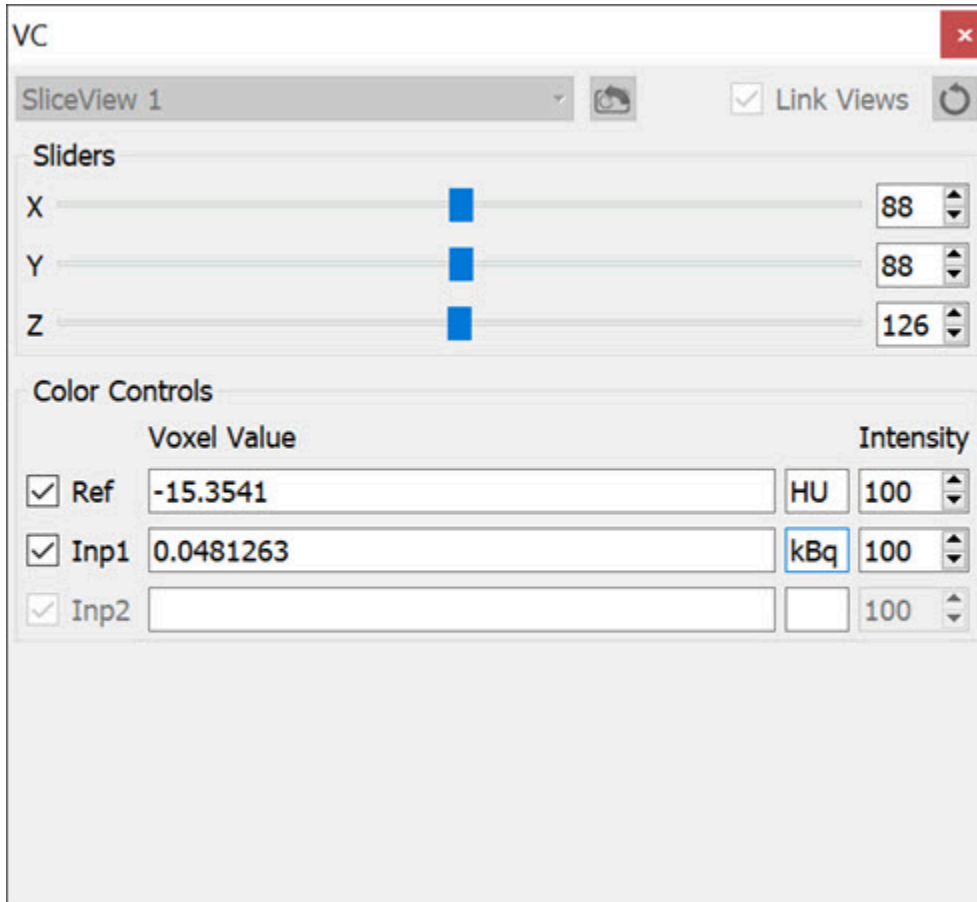 VC
SliceView 1 Link Views
Sliders
X 88
Y 88
Z 126
Color Controls
Voxel Value Intensity
Ref -15.3541 HU 100
Inp1 0.0481263 kBq 100
Inp2 100